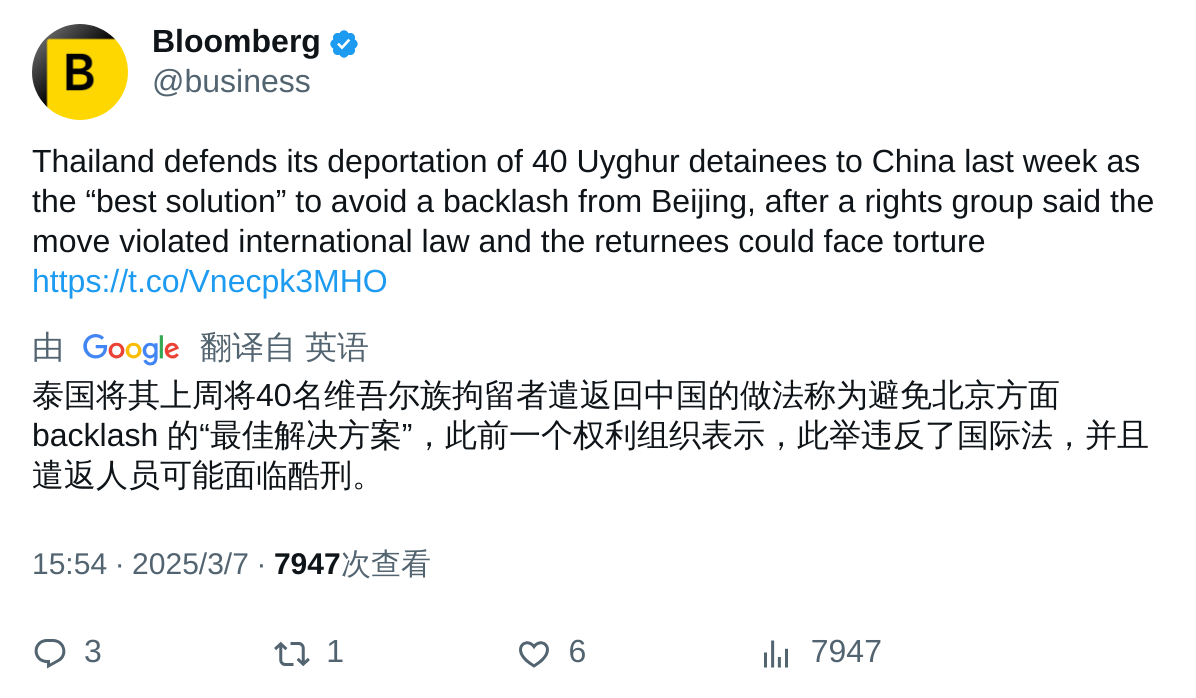 B
Bloomberg
@business
Thailand defends its deportation of 40 Uyghur detainees to China last week as
the “best solution” to avoid a backlash from Beijing, after a rights group said the
move violated international law and the returnees could face torture
https://t.co/Vnecpk3MHO
由 Google 翻译自 英语
泰国将其上周将40名维吾尔族拘留者遣返回中国的做法称为避免北京方面
backlash 的“最佳解决方案”，此前一个权利组织表示，此举违反了国际法，并且
遣返人员可能面临酷刑。
15:54 · 2025/3/7 · 7947次查看
3 1 6 7947